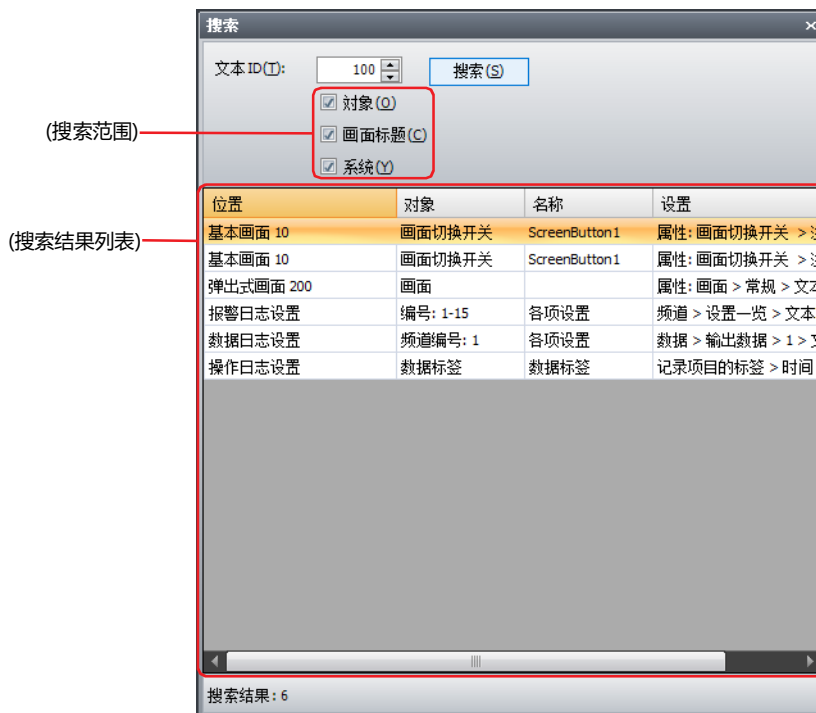 搜索
文本 ID(T): 100 搜索(S)
对象(O)
(搜索范围) 画面标题(C)
系统(Y)
(搜索结果列表)
位置 对象 名称 设置
基本画面 10 画面切换开关 ScreenButton1 属性: 画面切换开关 >
基本画面 10 画面切换开关 ScreenButton1 属性: 画面切换开关 >
弹出式画面 200 画面 属性: 画面 > 常规 > 文本
报警日志设置 编号: 1-15 各项设置 频道 > 设置一览 > 文本
数据日志设置 频道编号: 1 各项设置 数据 > 输出数据 > 1 >
操作日志设置 数据标签 数据标签 记录项目的标签 > 时间
搜索结果: 6